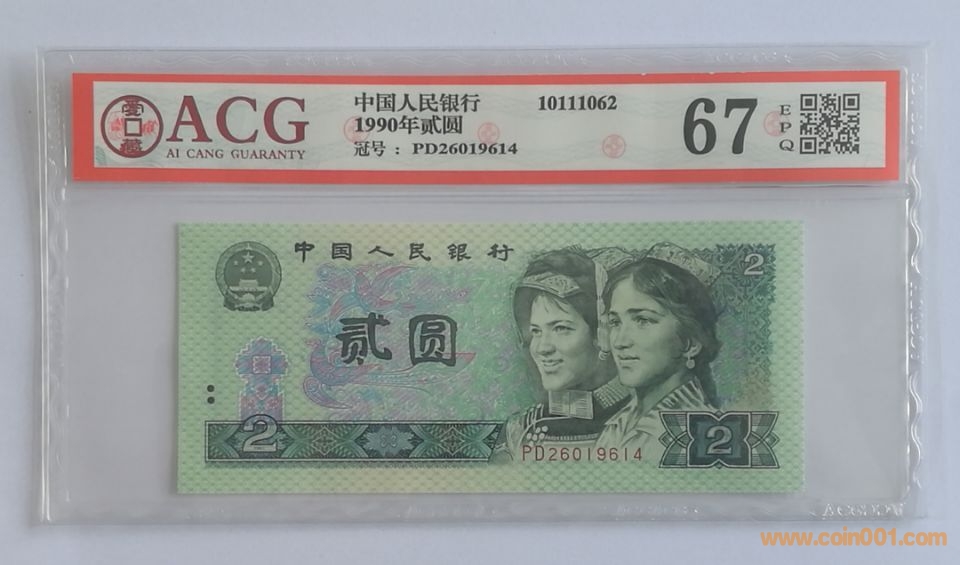 愛藏
ACG
AI CANG GUARANTY
中国人民银行
1990年贰圆
冠号：PD26019614
10111062
67
EPQ
中国人民银行
2
贰圆
2
PD26019614
2
www.coin001.com